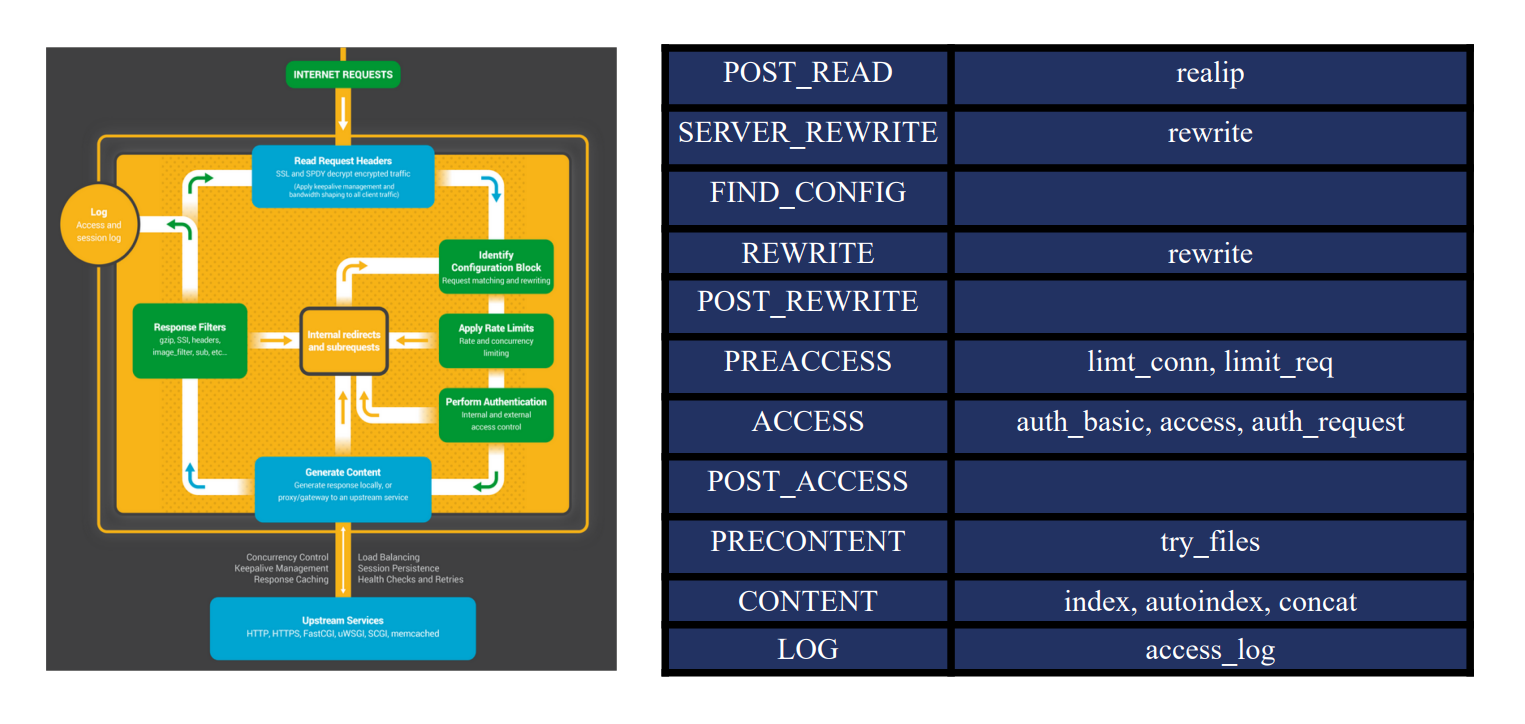 INTERNET REQUESTS
Read Request Headers
SSL and SPDY decrypt encrypted traffic
(Apply keepalive management and
bandwidth shaping to all client traffic)
Log
Access and
session log
Identify
Configuration Block
Request matching and rewriting
Response Filters
gzip, SSI, headers,
image_filter, sub, etc...
Internal redirects
and subrequests
Apply Rate Limits
Rate and concurrency
limiting
Perform Authentication
Internal and external
access control
Generate Content
Generate response locally, or
proxy/gateway to an upstream service
Concurrency Control
Keepalive Management
Response Caching
Load Balancing
Session Persistence
Health Checks and Retries
Upstream Services
HTTP, HTTPS, FastCGI, uWSGI, SCGI, memcached
POST_READ realip
SERVER_REWRITE rewrite
FIND_CONFIG
REWRITE rewrite
POST_REWRITE
PREACCESS limt_conn, limit_req
ACCESS auth_basic, access, auth_request
POST_ACCESS
PRECONTENT try_files
CONTENT index, autoindex, concat
LOG access_log